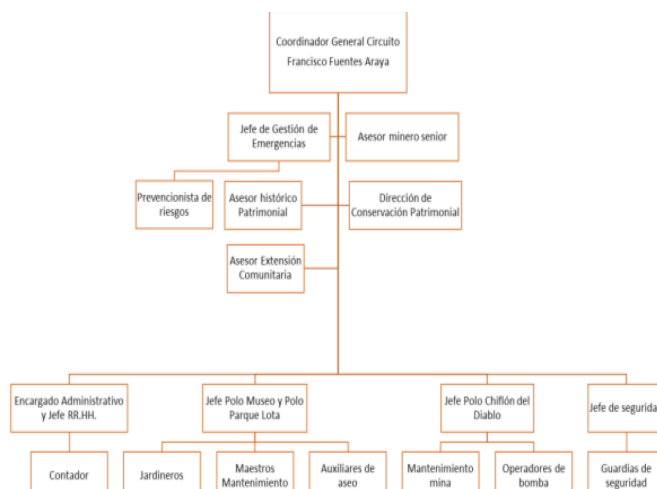 Coordinador General Circuito
Francisco Fuentes Araya
Jefe de Gestión de
Emergencias
Asesor minero senior
Prevencionista de
riesgos
Asesor histórico
Patrimonial
Dirección de
Conservación Patrimonial
Asesor Extensión
Comunitaria
Encargado Administrativo
y Jefe RR.HH.
Jefe Polo Museo y Polo
Parque Lota
Jefe Polo Chiflón del
Diablo
Jefe de segurida
Contador
Jardineros
Maestros
Mantenimiento
Auxiliares de
aseo
Mantenimiento
mina
Operadores de
bomba
Guardias de
seguridad